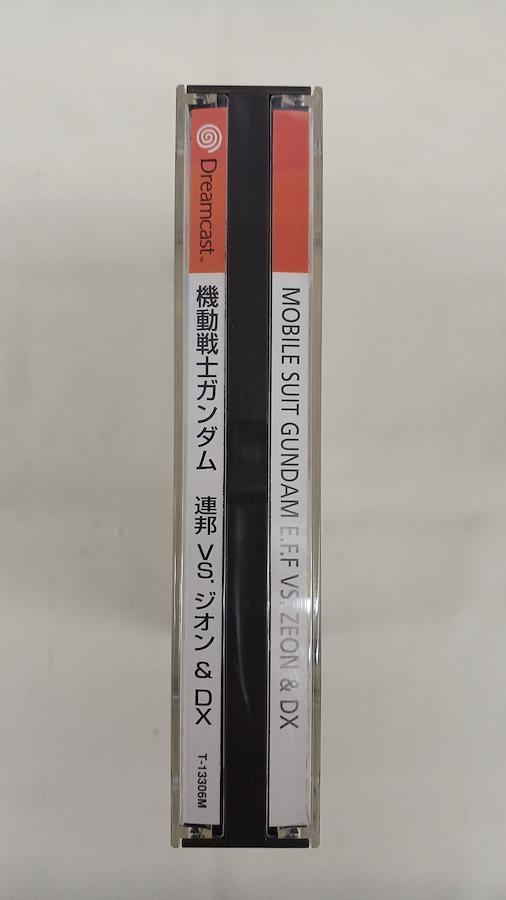 Dreamcast™
機動戦士ガンダム 連邦 VS. ジオン & DX
T-13306M
MOBILE SUIT GUNDAM E.F.F VS. ZEON & DX